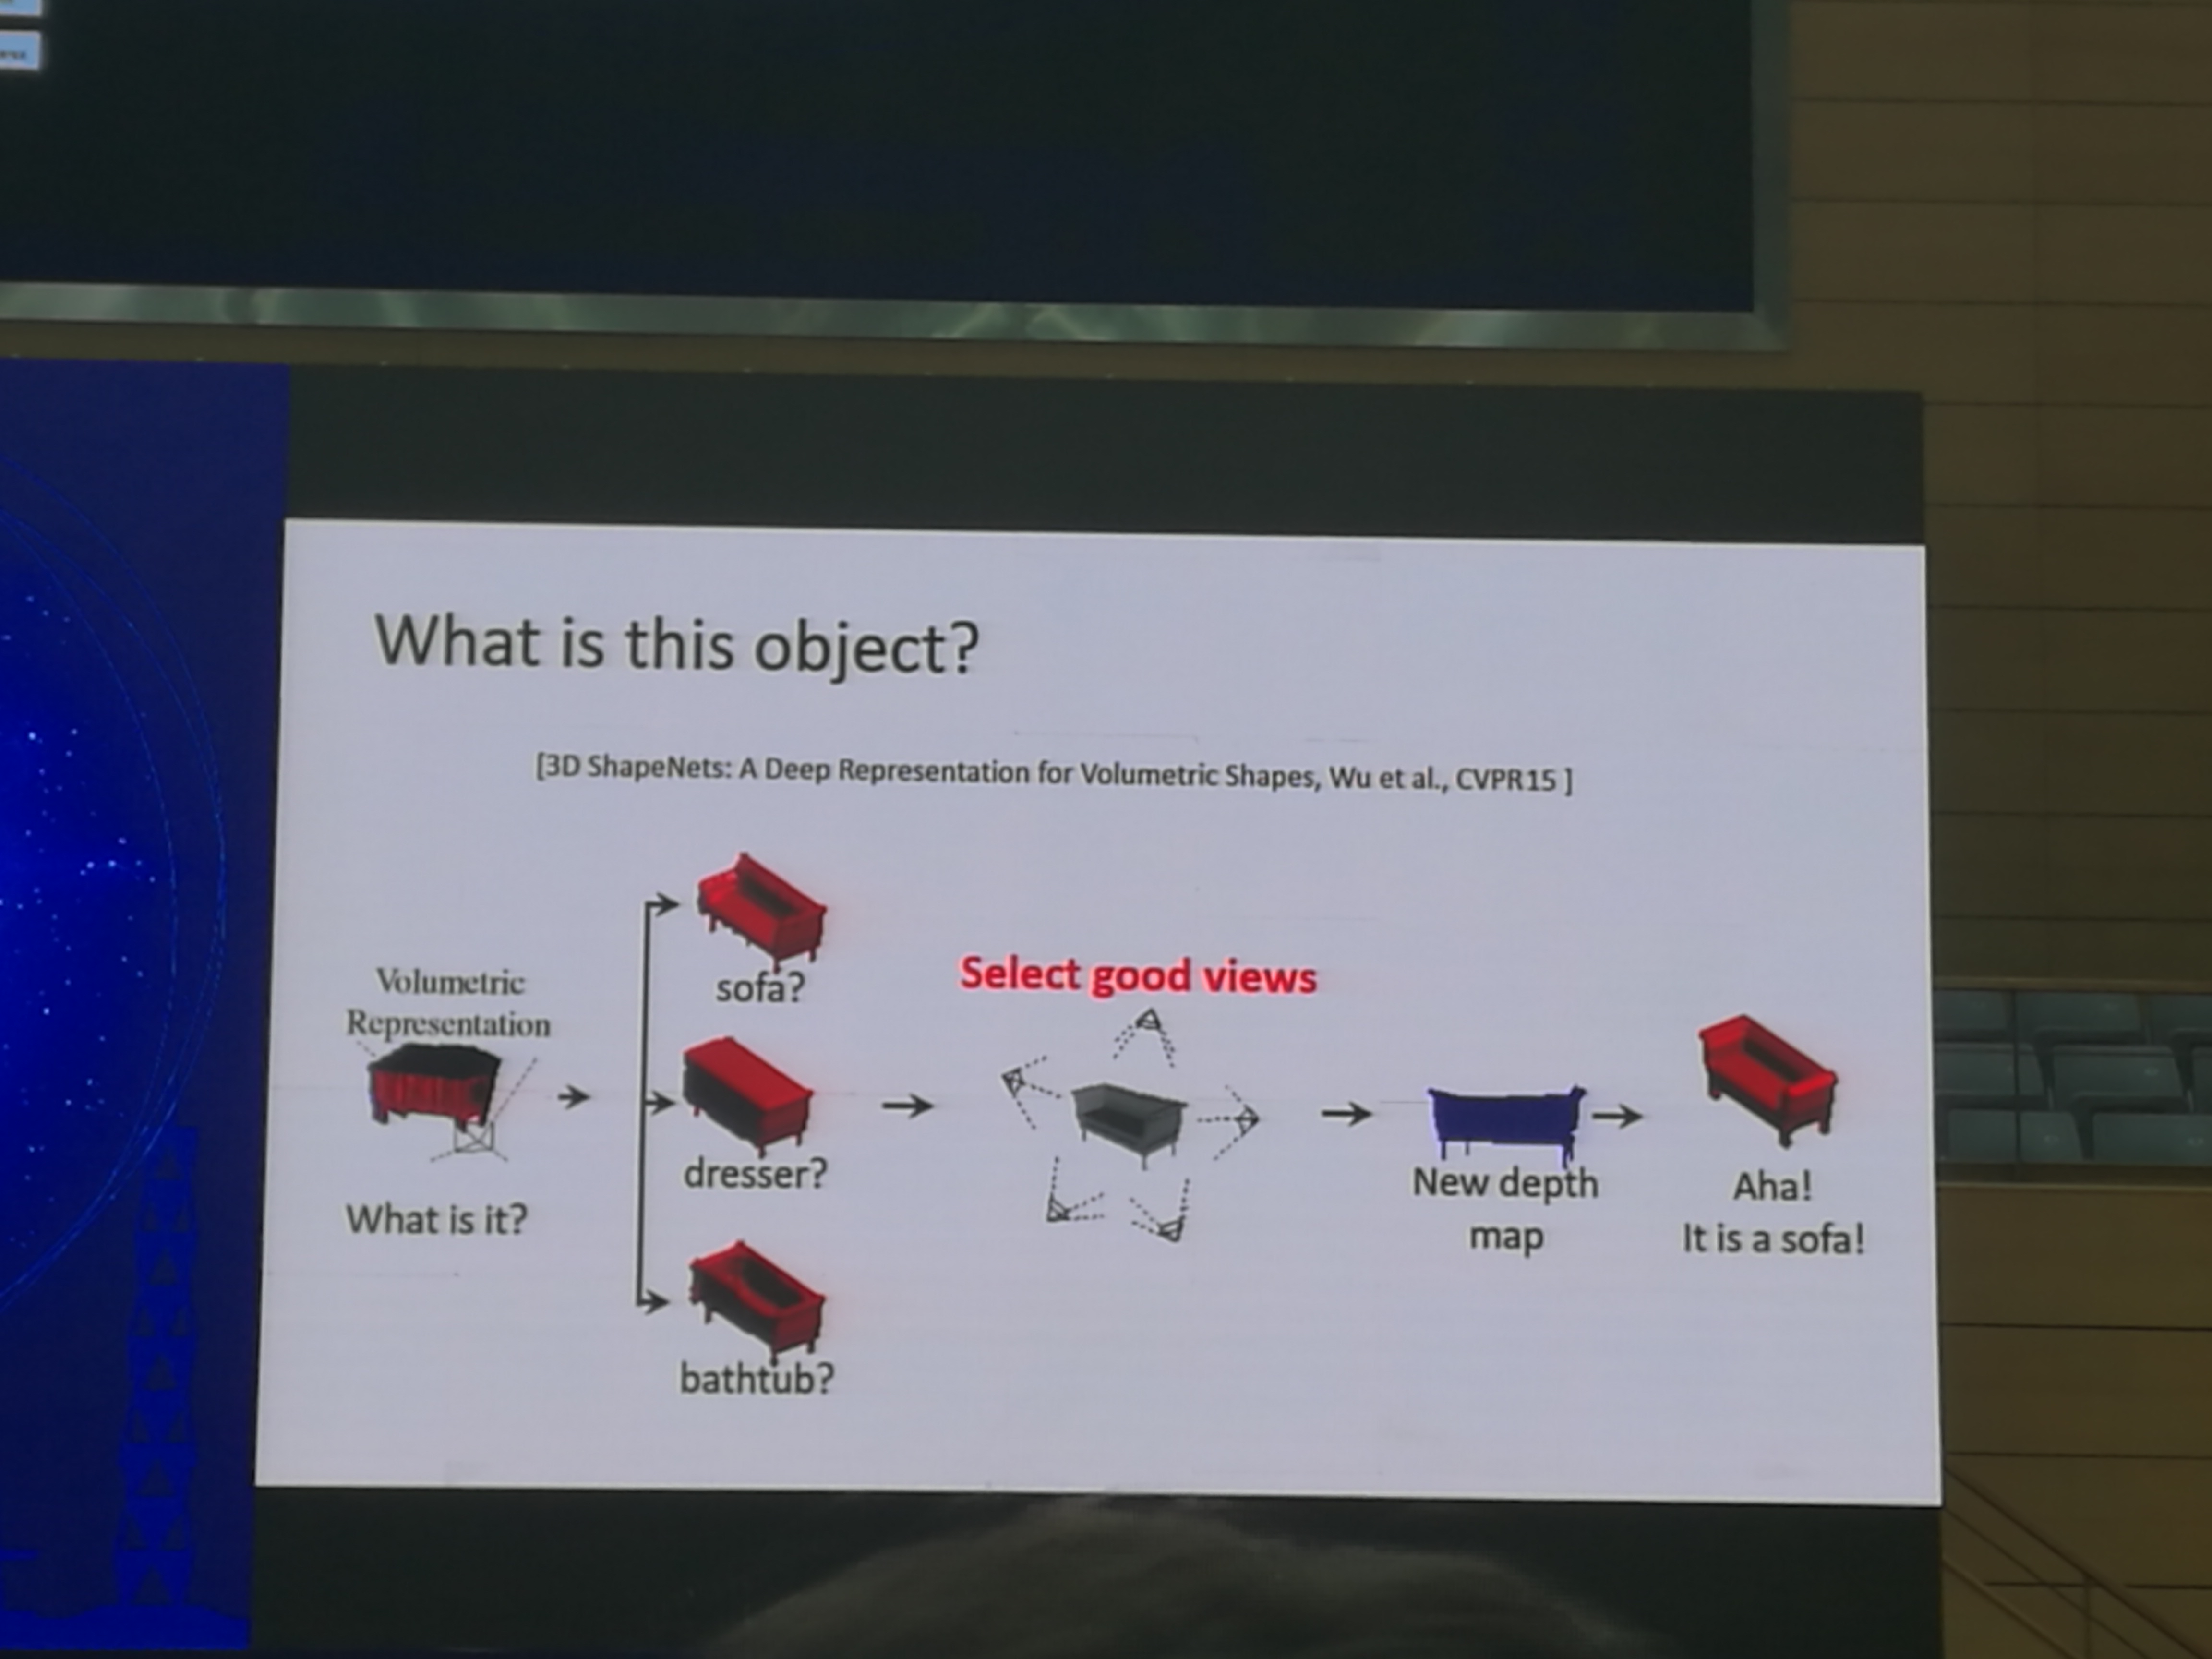 What is this object?
[3D ShapeNets: A Deep Representation for Volumetric Shapes, Wu et al., CVPR15 ]
Volumetric
Representation
What is it?
sofa?
dresser?
bathtub?
Select good views
New depth
map
Aha!
It is a sofa!